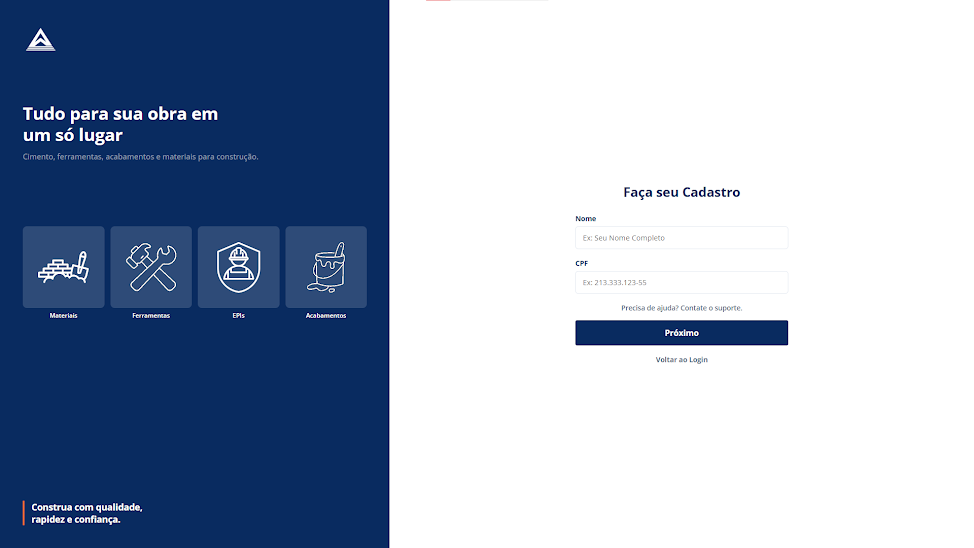 Tudo para sua obra em
um só lugar
Cimento, ferramentas, acabamentos e materiais para construção.
Materiais
Ferramentas
EPIs
Acabamentos
Construa com qualidade,
rapidez e confiança.
Faça seu Cadastro
Nome
Ex: Seu Nome Completo
CPF
Ex: 213.333.123-55
Precisa de ajuda? Contate o suporte.
Próximo
Voltar ao Login